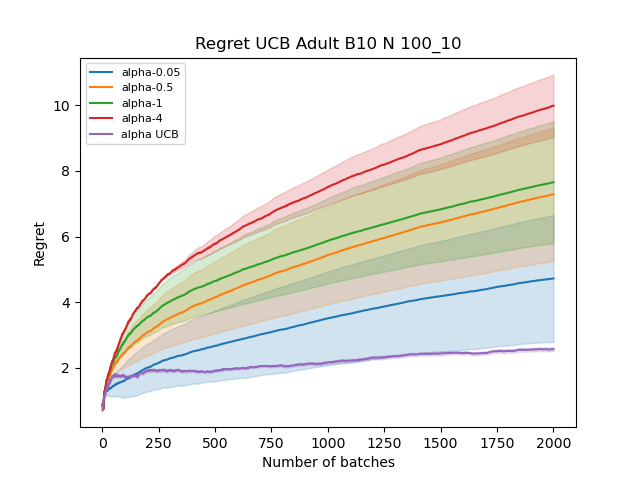 Regret UCB Adult B10 N 100_10
alpha-0.05
alpha-0.5
alpha-1
alpha-4
alpha UCB
10
8
6
4
2
Regret
0 250 500 750 1000 1250 1500 1750 2000
Number of batches